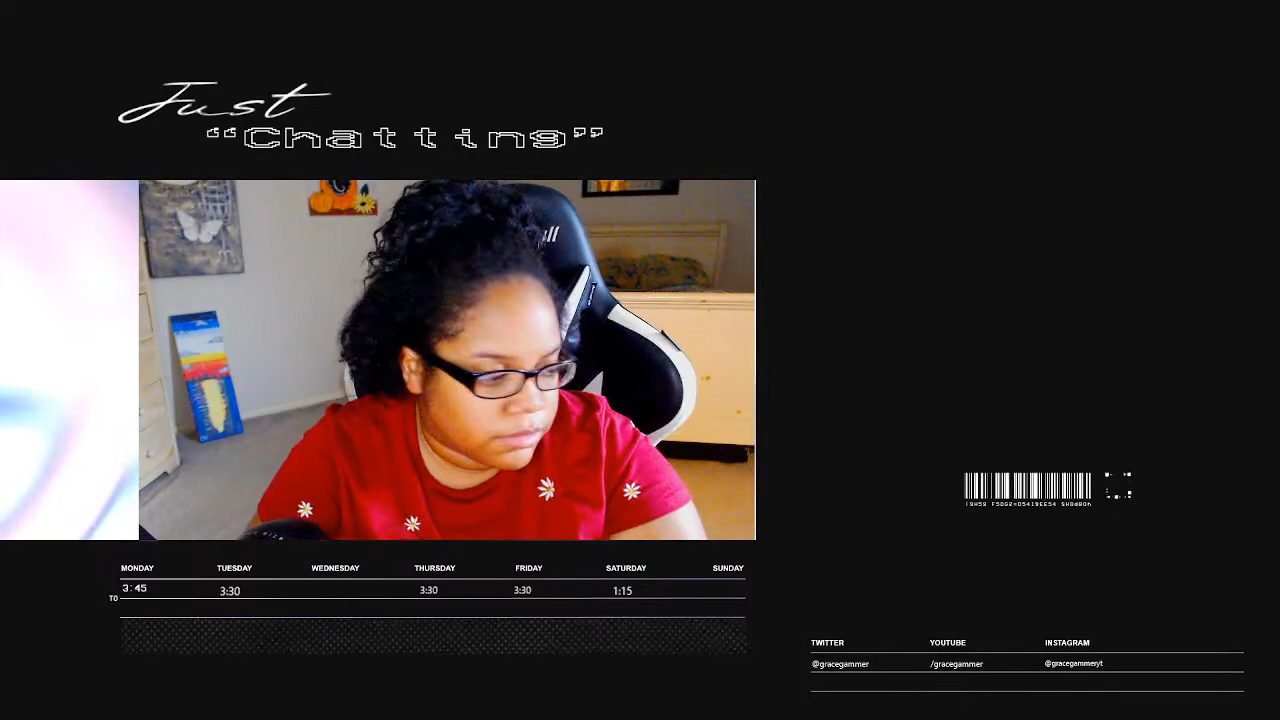 Just
“Chatting”
MONDAY TUESDAY WEDNESDAY THURSDAY FRIDAY SATURDAY SUNDAY
3:45 3:30 3:30 3:30 1:15
TO
TWITTER YOUTUBE INSTAGRAM
@gracegammer /gracegammer @gracegammeryt